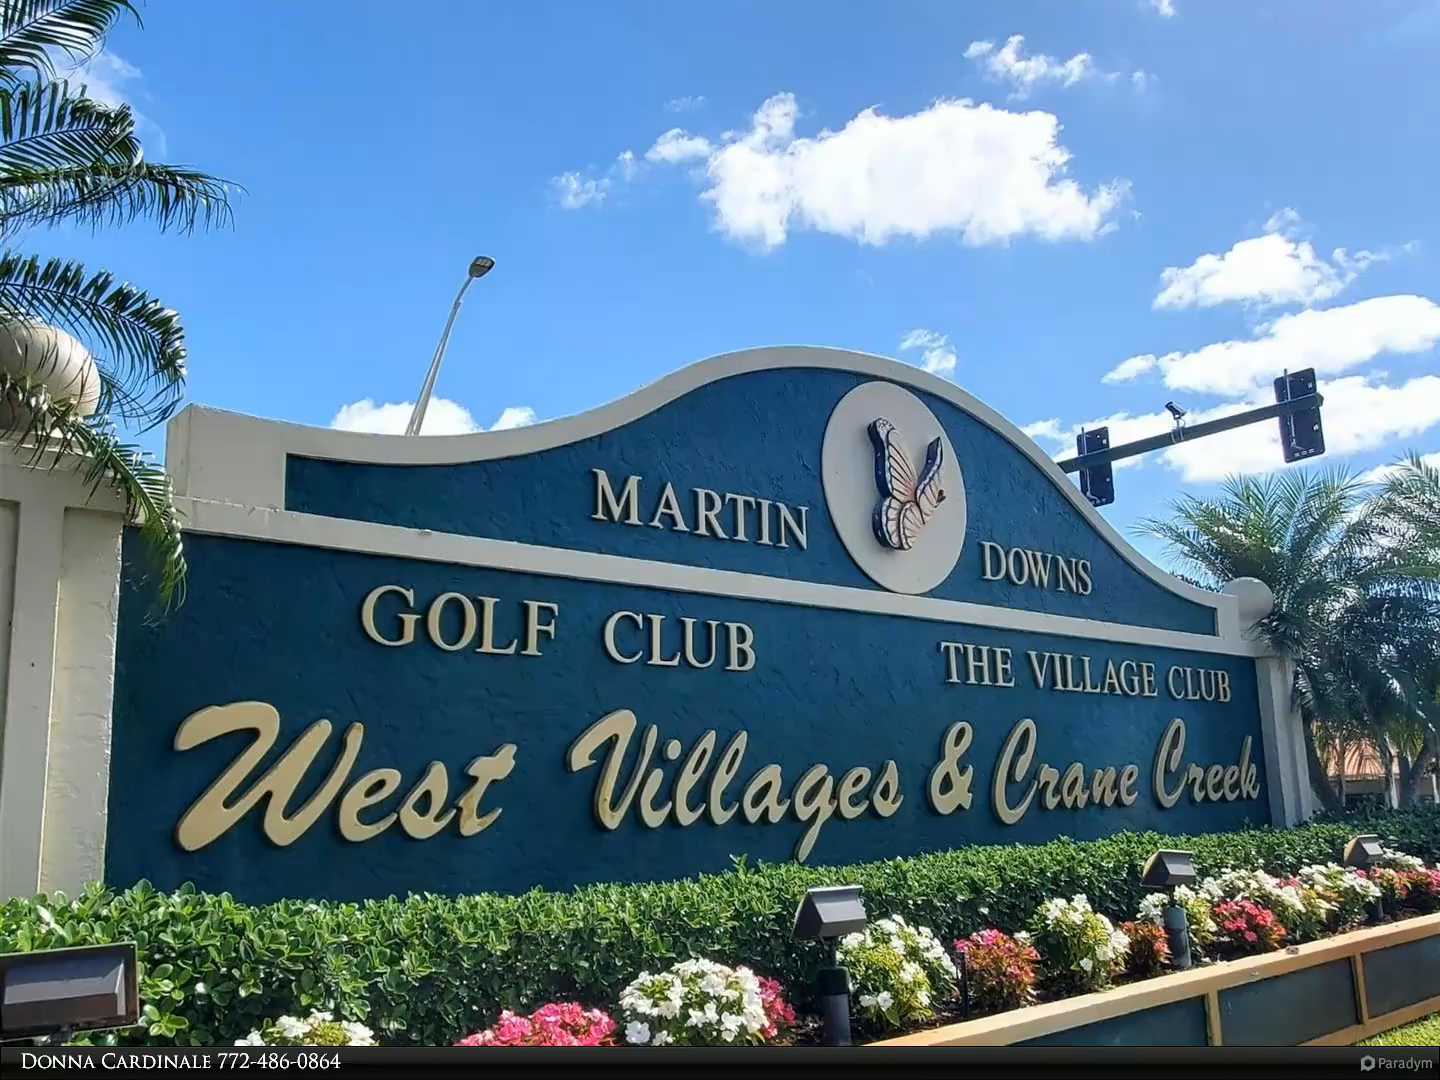 MARTIN DOWNS
GOLF CLUB THE VILLAGE CLUB
West Villages & Crane Creek
DONNA CARDINALE 772-486-0864
Paradym